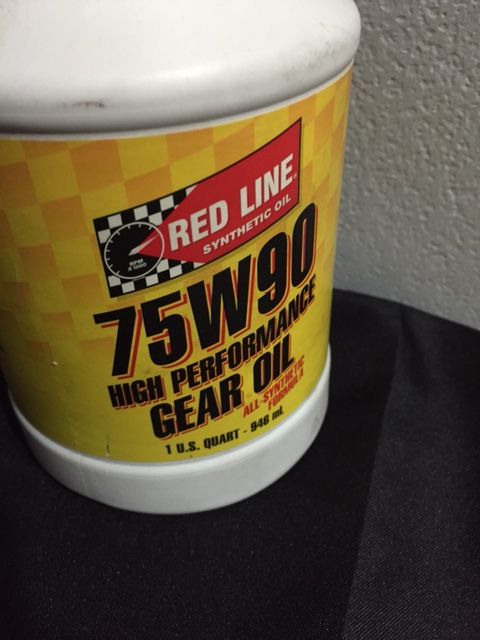 RED LINE®
SYNTHETIC OIL
RPM
X 1000
75W90
HIGH PERFORMANCE
GEAR OIL
ALL-SYNTHETIC
FORMULA
1 U.S. QUART - 946 mL